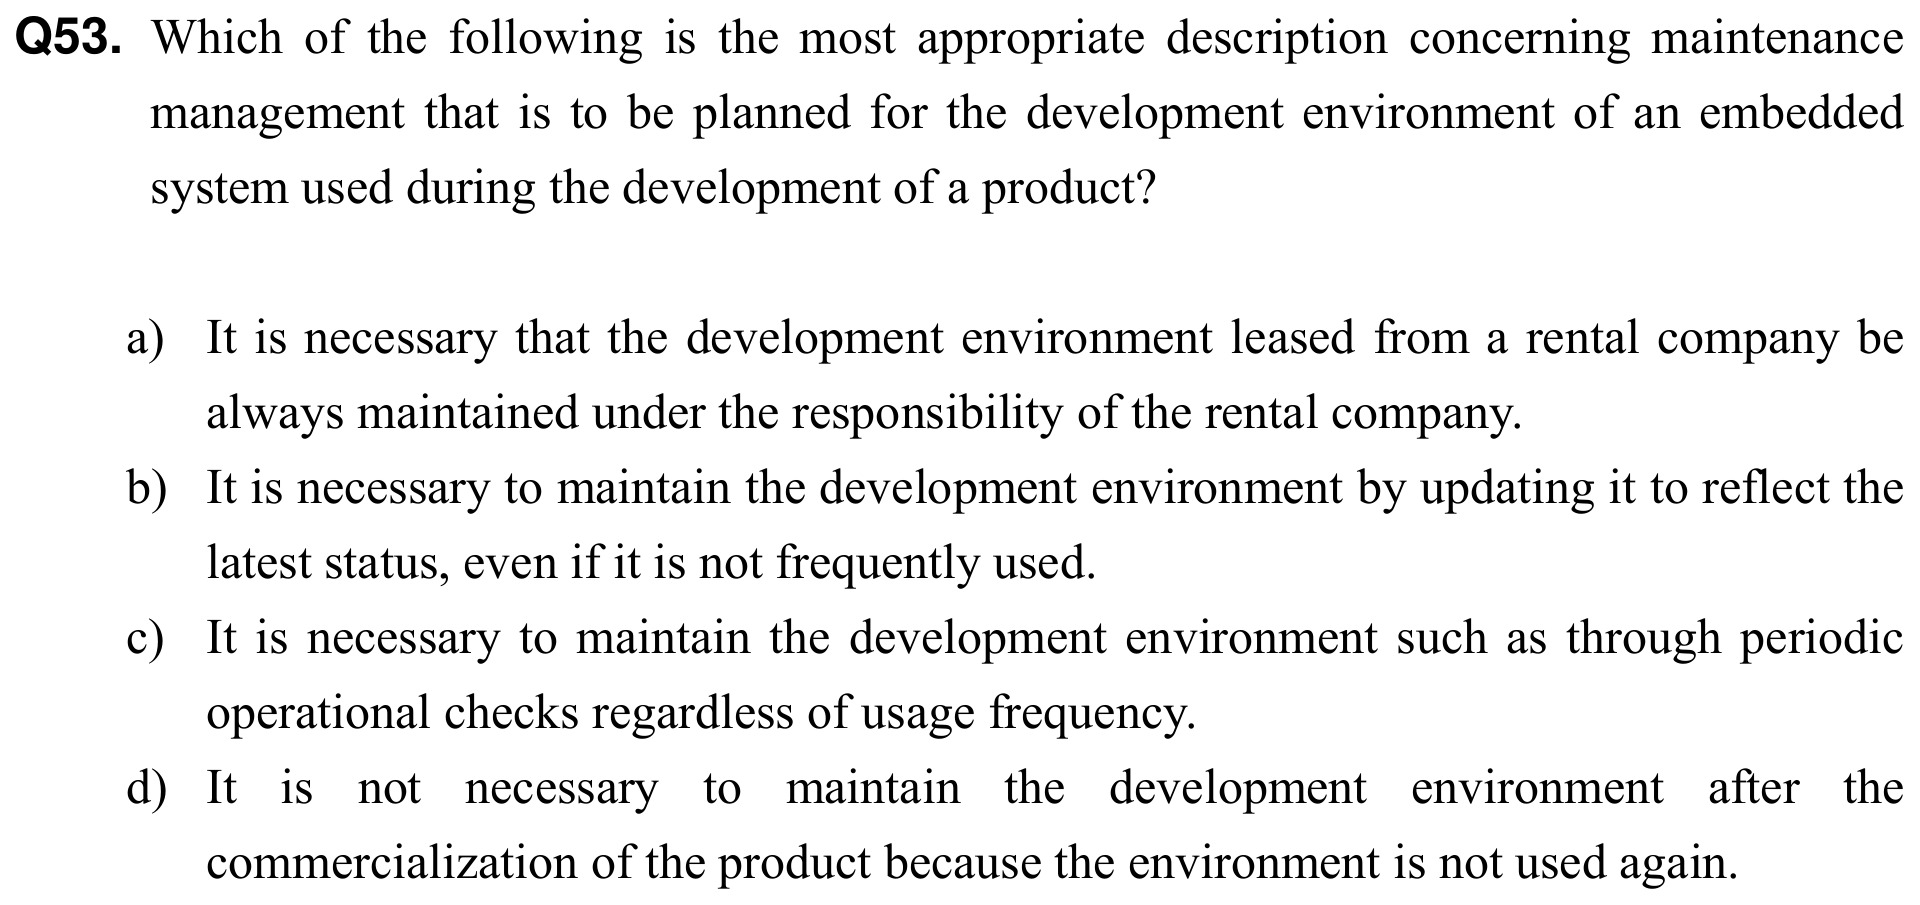 Q53. Which of the following is the most appropriate description concerning maintenance
management that is to be planned for the development environment of an embedded
system used during the development of a product?
a) It is necessary that the development environment leased from a rental company be
always maintained under the responsibility of the rental company.
b) It is necessary to maintain the development environment by updating it to reflect the
latest status, even if it is not frequently used.
c) It is necessary to maintain the development environment such as through periodic
operational checks regardless of usage frequency.
d) It is not necessary to maintain the development environment after the
commercialization of the product because the environment is not used again.